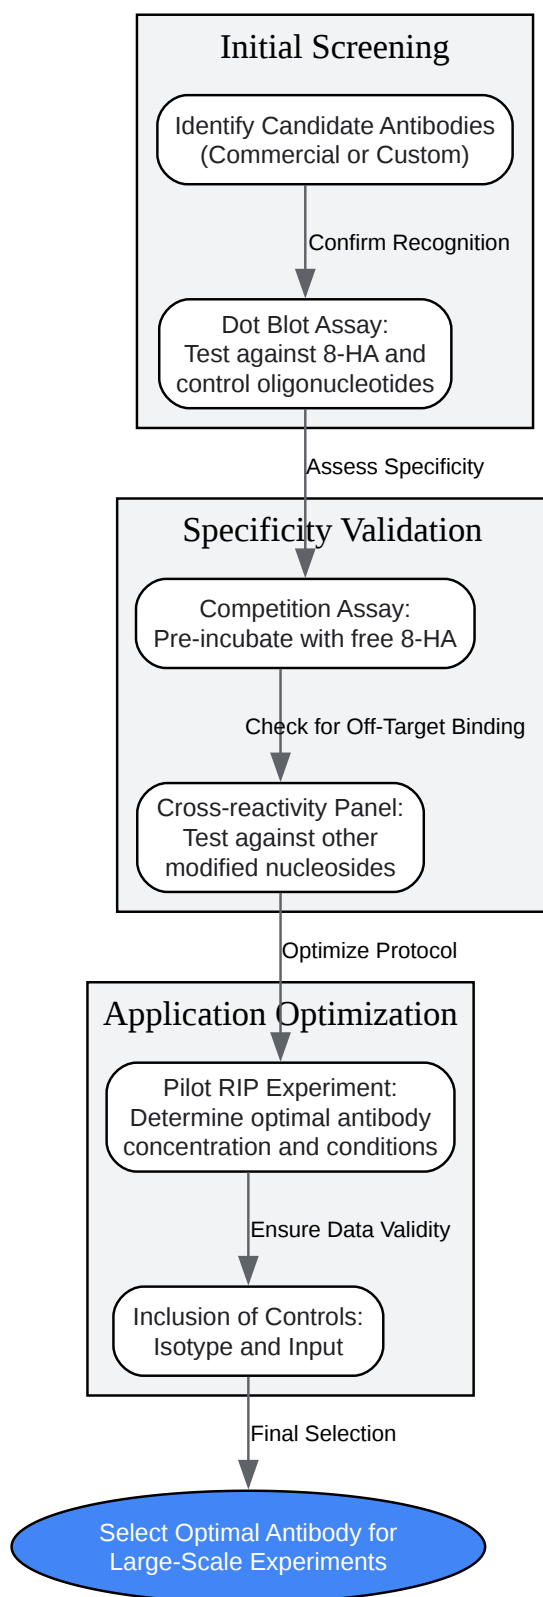 Initial Screening
Identify Candidate Antibodies
(Commercial or Custom)
Confirm Recognition
Dot Blot Assay:
Test against 8-HA and
control oligonucleotides
Assess Specificity
Specificity Validation
Competition Assay:
Pre-incubate with free 8-HA
Check for Off-Target Binding
Cross-reactivity Panel:
Test against other
modified nucleosides
Optimize Protocol
Application Optimization
Pilot RIP Experiment:
Determine optimal antibody
concentration and conditions
Ensure Data Validity
Inclusion of Controls:
Isotype and Input
Final Selection
Select Optimal Antibody for
Large-Scale Experiments